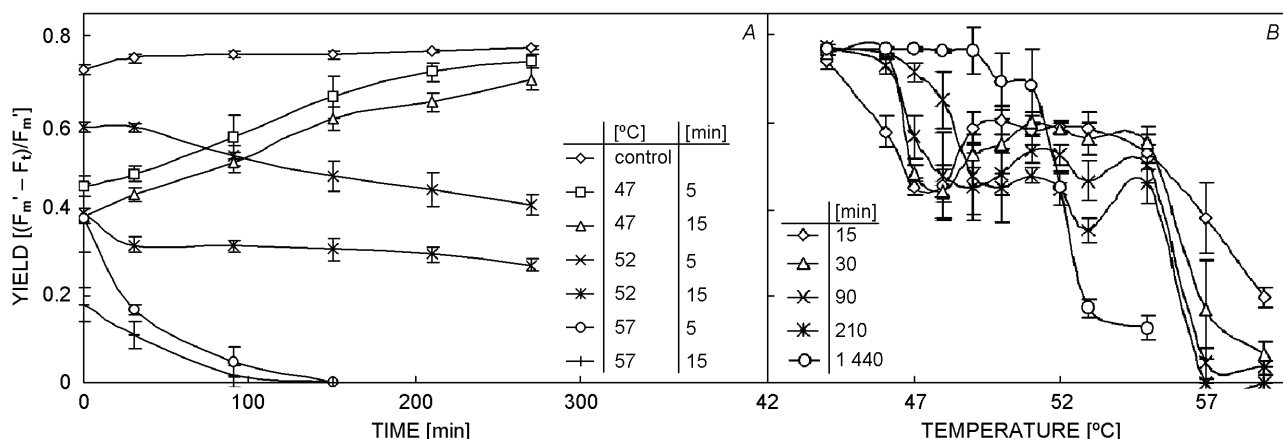 YIELD [(Fm' – Ft)/Fm']
0.8
0.6
0.4
0.2
0
A
[ºC] [min]
control
47 5
47 15
52 5
52 15
57 5
57 15
0 100 200 300
TIME [min]
B
[min]
15
30
90
210
1 440
42 47 52 57
TEMPERATURE [ºC]